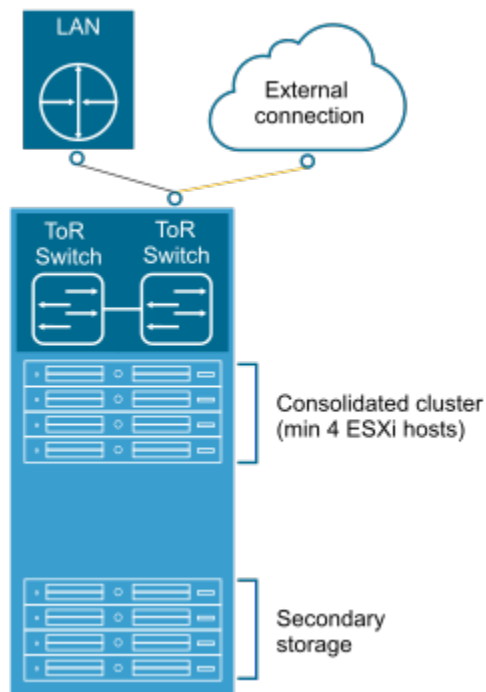 LAN
External
connection
ToR
Switch
ToR
Switch
Consolidated cluster
(min 4 ESXi hosts)
Secondary
storage